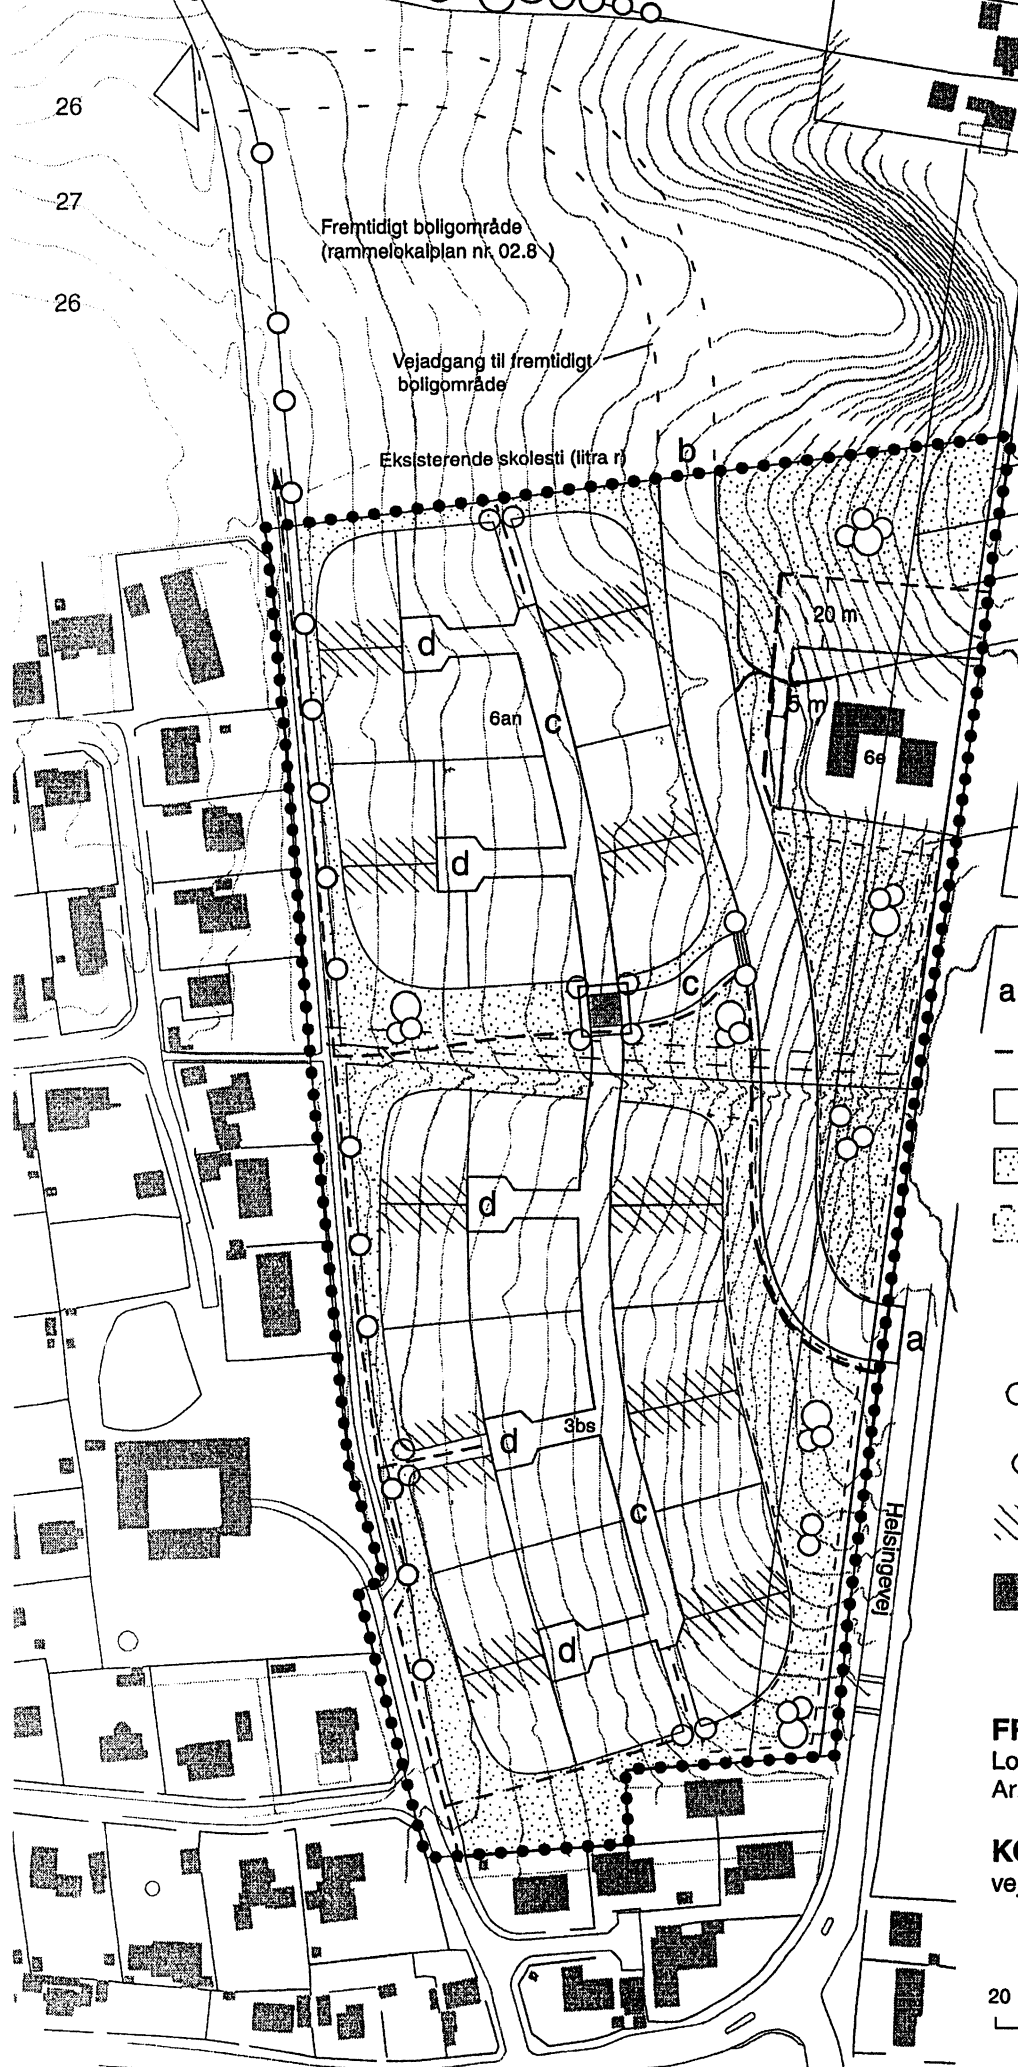 26
27
26
Fremtidigt boligområde
(rammelokalplan nr. 02.8 )
Vejadgang til fremtidigt
boligområde
Eksisterende skolesti (litra r)
b
20 m
d
6an
c
5 m
6e
d
c
a
d
a
d
3bs
c
Helsingevej
d
20